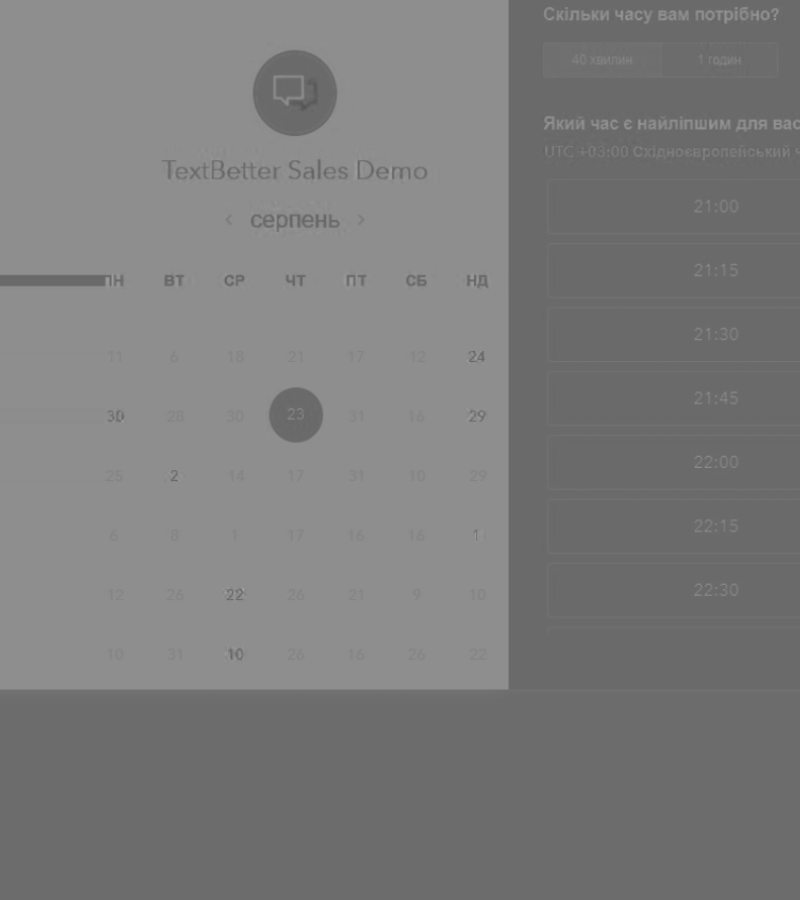 TextBetter Sales Demo
‹ серпень ›
ПН ВТ СР ЧТ ПТ СБ НД
11 6 18 21 17 12 24
30 28 30 23 31 16 29
25 2 14 17 31 10 29
6 8 1 17 16 16 1
12 26 22 26 21 9 10
10 31 10 26 16 26 22
Скільки часу вам потрібно?
40 хвилин 1 годин
Який час є найліпшим для вас
UTC +03:00 Східноєвропейський ч
21:00
21:15
21:30
21:45
22:00
22:15
22:30